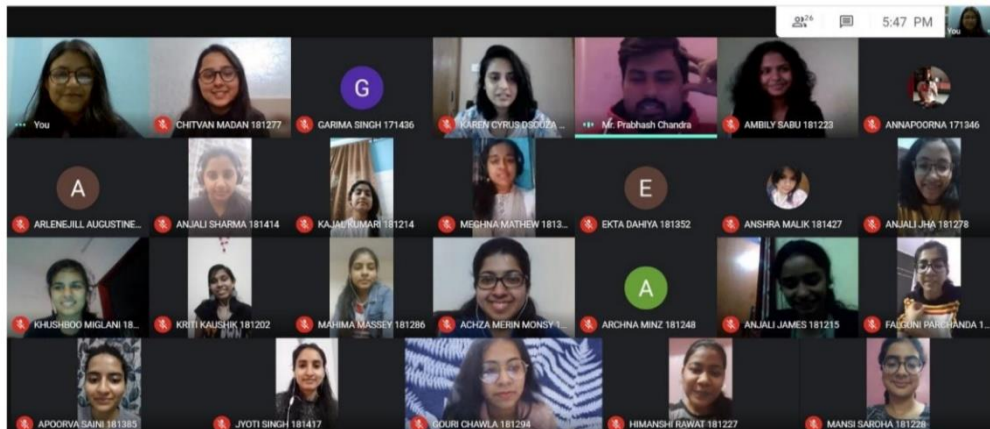 26
5:47 PM
You
You
CHITVAN MADAN 181277
G
GARIMA SINGH 171436
KAREN CYRUS DSOUZA ...
Mr. Prabhash Chandra
AMBILY SABU 181223
ANNAPOORNA 171346
A
ARLENEJILL AUGUSTINE...
ANJALI SHARMA 181414
KAJAL KUMARI 181214
MEGHNA MATHEW 1813...
E
EKTA DAHIYA 181352
ANSHRA MALIK 181427
ANJALI JHA 181278
KHUSHBOO MIGLANI 18...
KRITI KAUSHIK 181202
MAHIMA MASSEY 181286
ACHZA MERIN MONSY 1...
A
ARCHNA MINZ 181248
ANJALI JAMES 181215
FALGUNI PARCHANDA 1...
APOORVA SAINI 181385
JYOTI SINGH 181417
GOURI CHAWLA 181294
HIMANSHI RAWAT 181227
MANSI SAROHA 181228